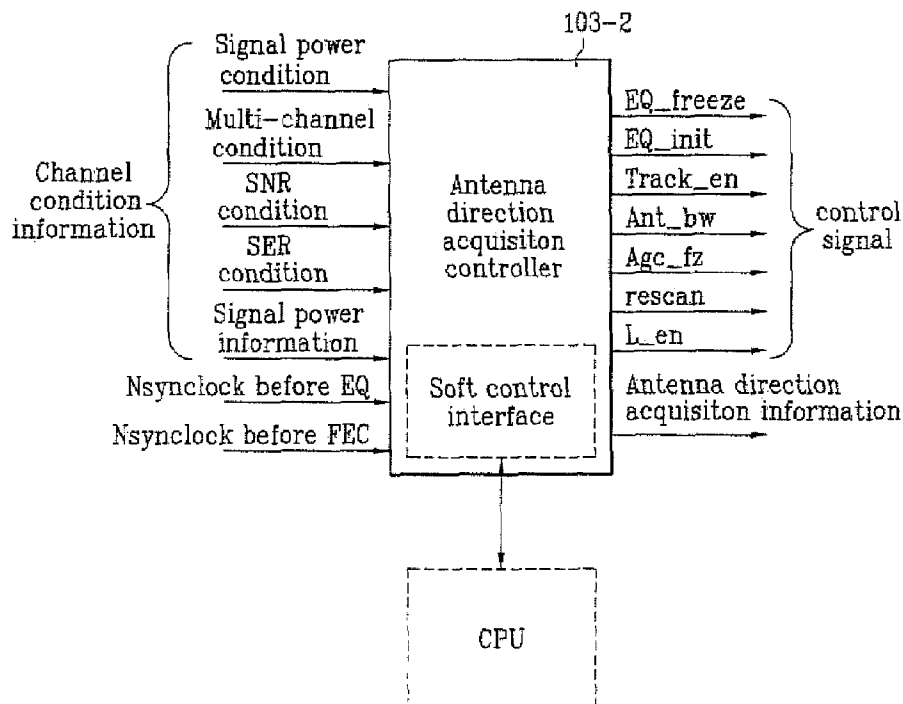 103-2
Channel
condition
information
Signal power
condition
Multi-channel
condition
SNR
condition
SER
condition
Signal power
information
Nsynclock before EQ
Nsynclock before FEC
Antenna
direction
acquisiton
controller
Soft control
interface
EQ_freeze
EQ_init
Track_en
Ant_bw
Agc_fz
rescan
L_en
control
signal
Antenna direction
acquisiton information
CPU